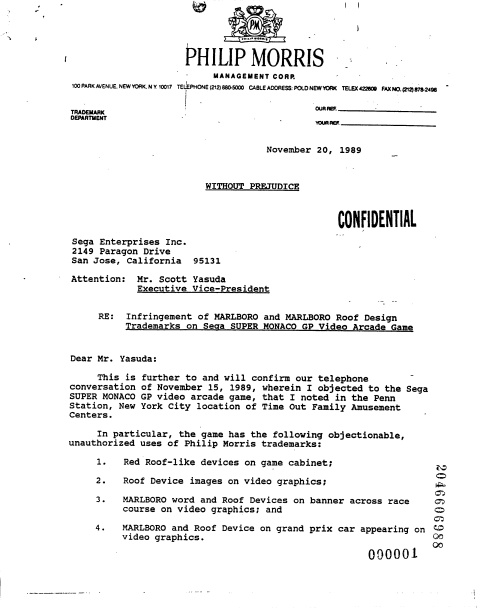 PM
PHILIP MORRIS
MANAGEMENT CORP.
100 PARK AVENUE, NEW YORK, N.Y. 10017 TELEPHONE (212) 880-5000 CABLE ADDRESS: POLD NEW YORK TELEX 422609 FAX NO. (212) 878-2498
TRADEMARK
DEPARTMENT
OUR REF.
YOUR REF.
November 20, 1989
WITHOUT PREJUDICE
CONFIDENTIAL
Sega Enterprises Inc.
2149 Paragon Drive
San Jose, California 95131
Attention: Mr. Scott Yasuda
Executive Vice-President
RE: Infringement of MARLBORO and MARLBORO Roof Design
Trademarks on Sega SUPER MONACO GP Video Arcade Game
Dear Mr. Yasuda:
This is further to and will confirm our telephone
conversation of November 15, 1989, wherein I objected to the Sega
SUPER MONACO GP video arcade game, that I noted in the Penn
Station, New York City location of Time Out Family Amusement
Centers.
In particular, the game has the following objectionable,
unauthorized uses of Philip Morris trademarks:
1. Red Roof-like devices on game cabinet;
2. Roof Device images on video graphics;
3. MARLBORO word and Roof Devices on banner across race
course on video graphics; and
4. MARLBORO and Roof Device on grand prix car appearing on
video graphics.
000001
2046606988